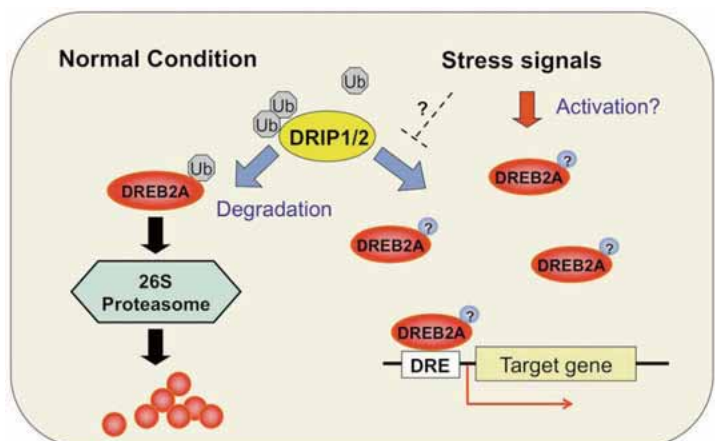 Normal Condition
Stress signals
Ub
Ub
Ub
?
Activation?
DRIP1/2
Ub
?
DREB2A
DREB2A
Degradation
?
DREB2A
?
DREB2A
26S
Proteasome
?
DREB2A
DRE
Target gene